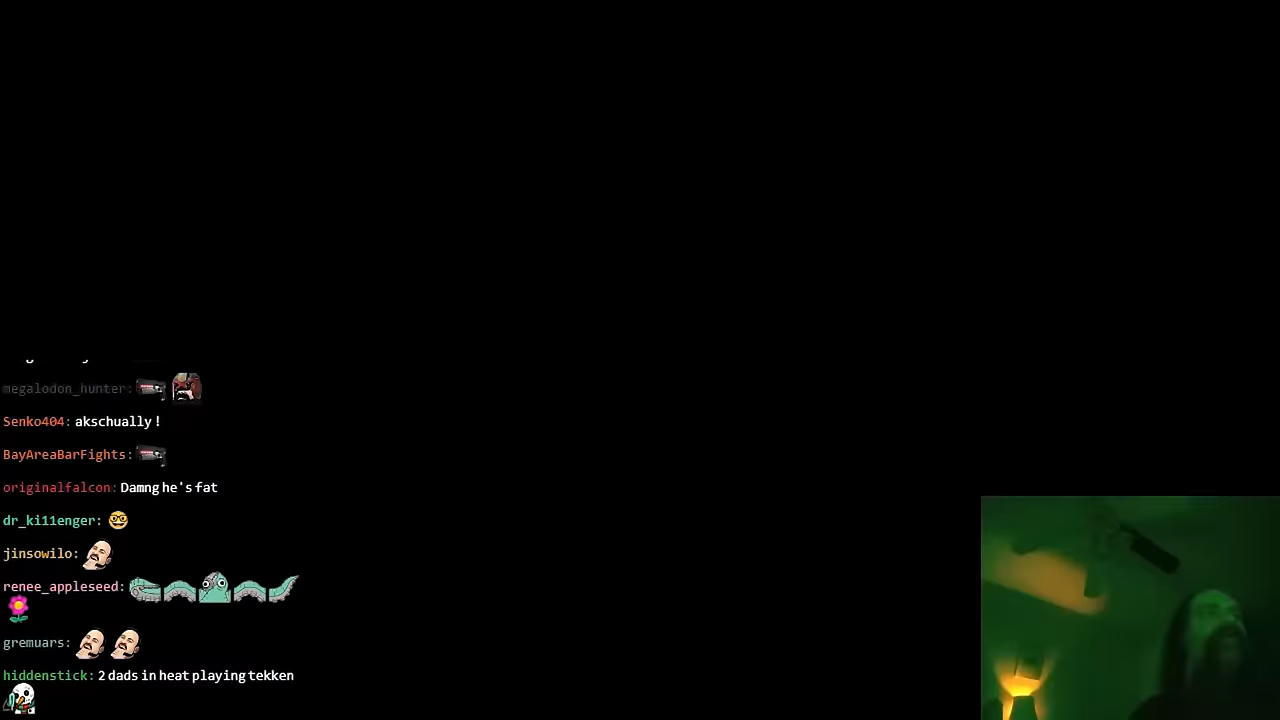 megalodon_hunter:
Senko404: akschually !
BayAreaBarFights:
originalfalcon: Damng he's fat
dr_ki11enger:
jinsowilo:
renee_appleseed:
gremuars:
hiddenstick: 2 dads in heat playing tekken